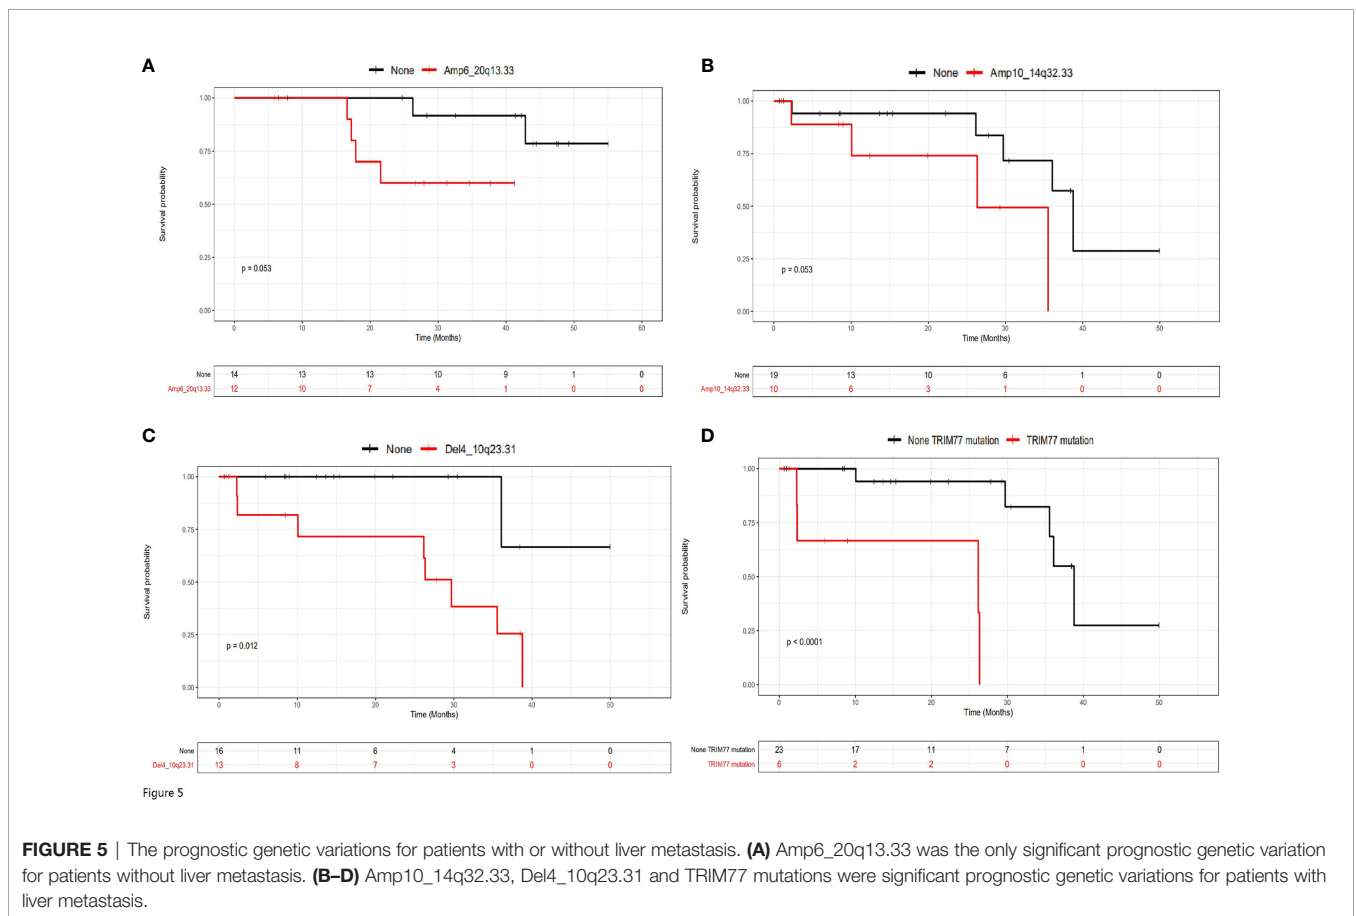 A
None Amp6_20q13.33
1.00
0.75
0.50
0.25
0.00
Survival probability
p = 0.053
0 10 20 30 40 50 60
Time (Months)
None 14 13 13 10 9 1 0
Amp6_20q13.33 12 10 7 4 1 0 0
B
None Amp10_14q32.33
1.00
0.75
0.50
0.25
0.00
Survival probability
p = 0.053
0 10 20 30 40 50
Time (Months)
None 19 13 10 6 1 0
Amp10_14q32.33 10 6 3 1 0 0
C
None Del4_10q23.31
1.00
0.75
0.50
0.25
0.00
Survival probability
p = 0.012
0 10 20 30 40 50
Time (Months)
None 16 11 6 4 1 0
Del4_10q23.31 13 8 7 3 0 0
D
None TRIM77 mutation TRIM77 mutation
1.00
0.75
0.50
0.25
0.00
Survival probability
p < 0.0001
0 10 20 30 40 50
Time (Months)
None TRIM77 mutation 23 17 11 7 1 0
TRIM77 mutation 6 2 2 0 0 0
Figure 5
FIGURE 5 | The prognostic genetic variations for patients with or without liver metastasis. (A) Amp6_20q13.33 was the only significant prognostic genetic variation
for patients without liver metastasis. (B–D) Amp10_14q32.33, Del4_10q23.31 and TRIM77 mutations were significant prognostic genetic variations for patients with
liver metastasis.